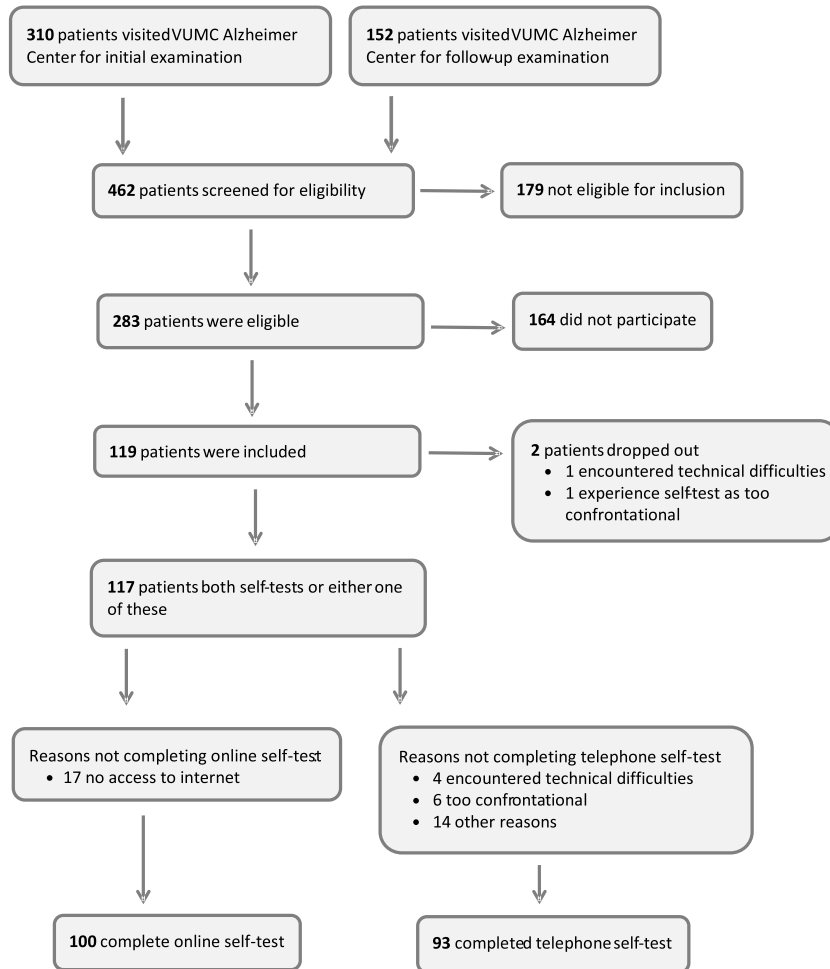 310 patients visited VUMC Alzheimer
Center for initial examination
152 patients visited VUMC Alzheimer
Center for follow-up examination
462 patients screened for eligibility
179 not eligible for inclusion
283 patients were eligible
164 did not participate
119 patients were included
2 patients dropped out
• 1 encountered technical difficulties
• 1 experience self-test as too
confrontational
117 patients both self-tests or either one
of these
Reasons not completing online self-test
• 17 no access to internet
Reasons not completing telephone self-test
• 4 encountered technical difficulties
• 6 too confrontational
• 14 other reasons
100 complete online self-test
93 completed telephone self-test